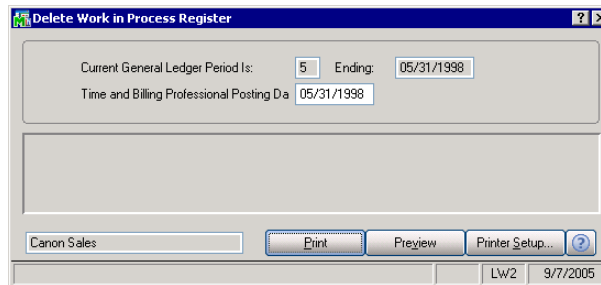 Delete Work in Process Register
Current General Ledger Period Is: 5 Ending: 05/31/1998
Time and Billing Professional Posting Da 05/31/1998
Canon Sales Print Preview Printer Setup...
LW2 9/7/2005